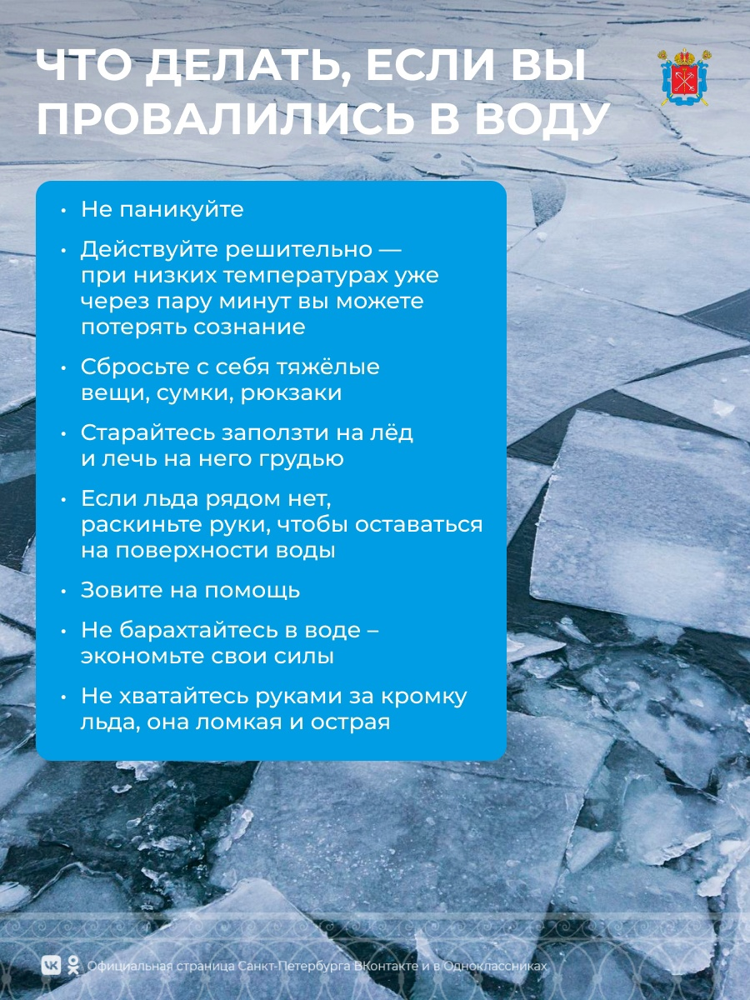 ЧТО ДЕЛАТЬ, ЕСЛИ ВЫ
ПРОВАЛИЛИСЬ В ВОДУ
• Не паникуйте
• Действуйте решительно —
при низких температурах уже
через пару минут вы можете
потерять сознание
• Сбросьте с себя тяжёлые
вещи, сумки, рюкзаки
• Старайтесь заползти на лёд
и лечь на него грудью
• Если льда рядом нет,
раскиньте руки, чтобы оставаться
на поверхности воды
• Зовите на помощь
• Не барахтайтесь в воде –
экономьте свои силы
• Не хватайтесь руками за кромку
льда, она ломкая и острая
Официальная страница Санкт-Петербурга ВКонтакте и в Одноклассниках